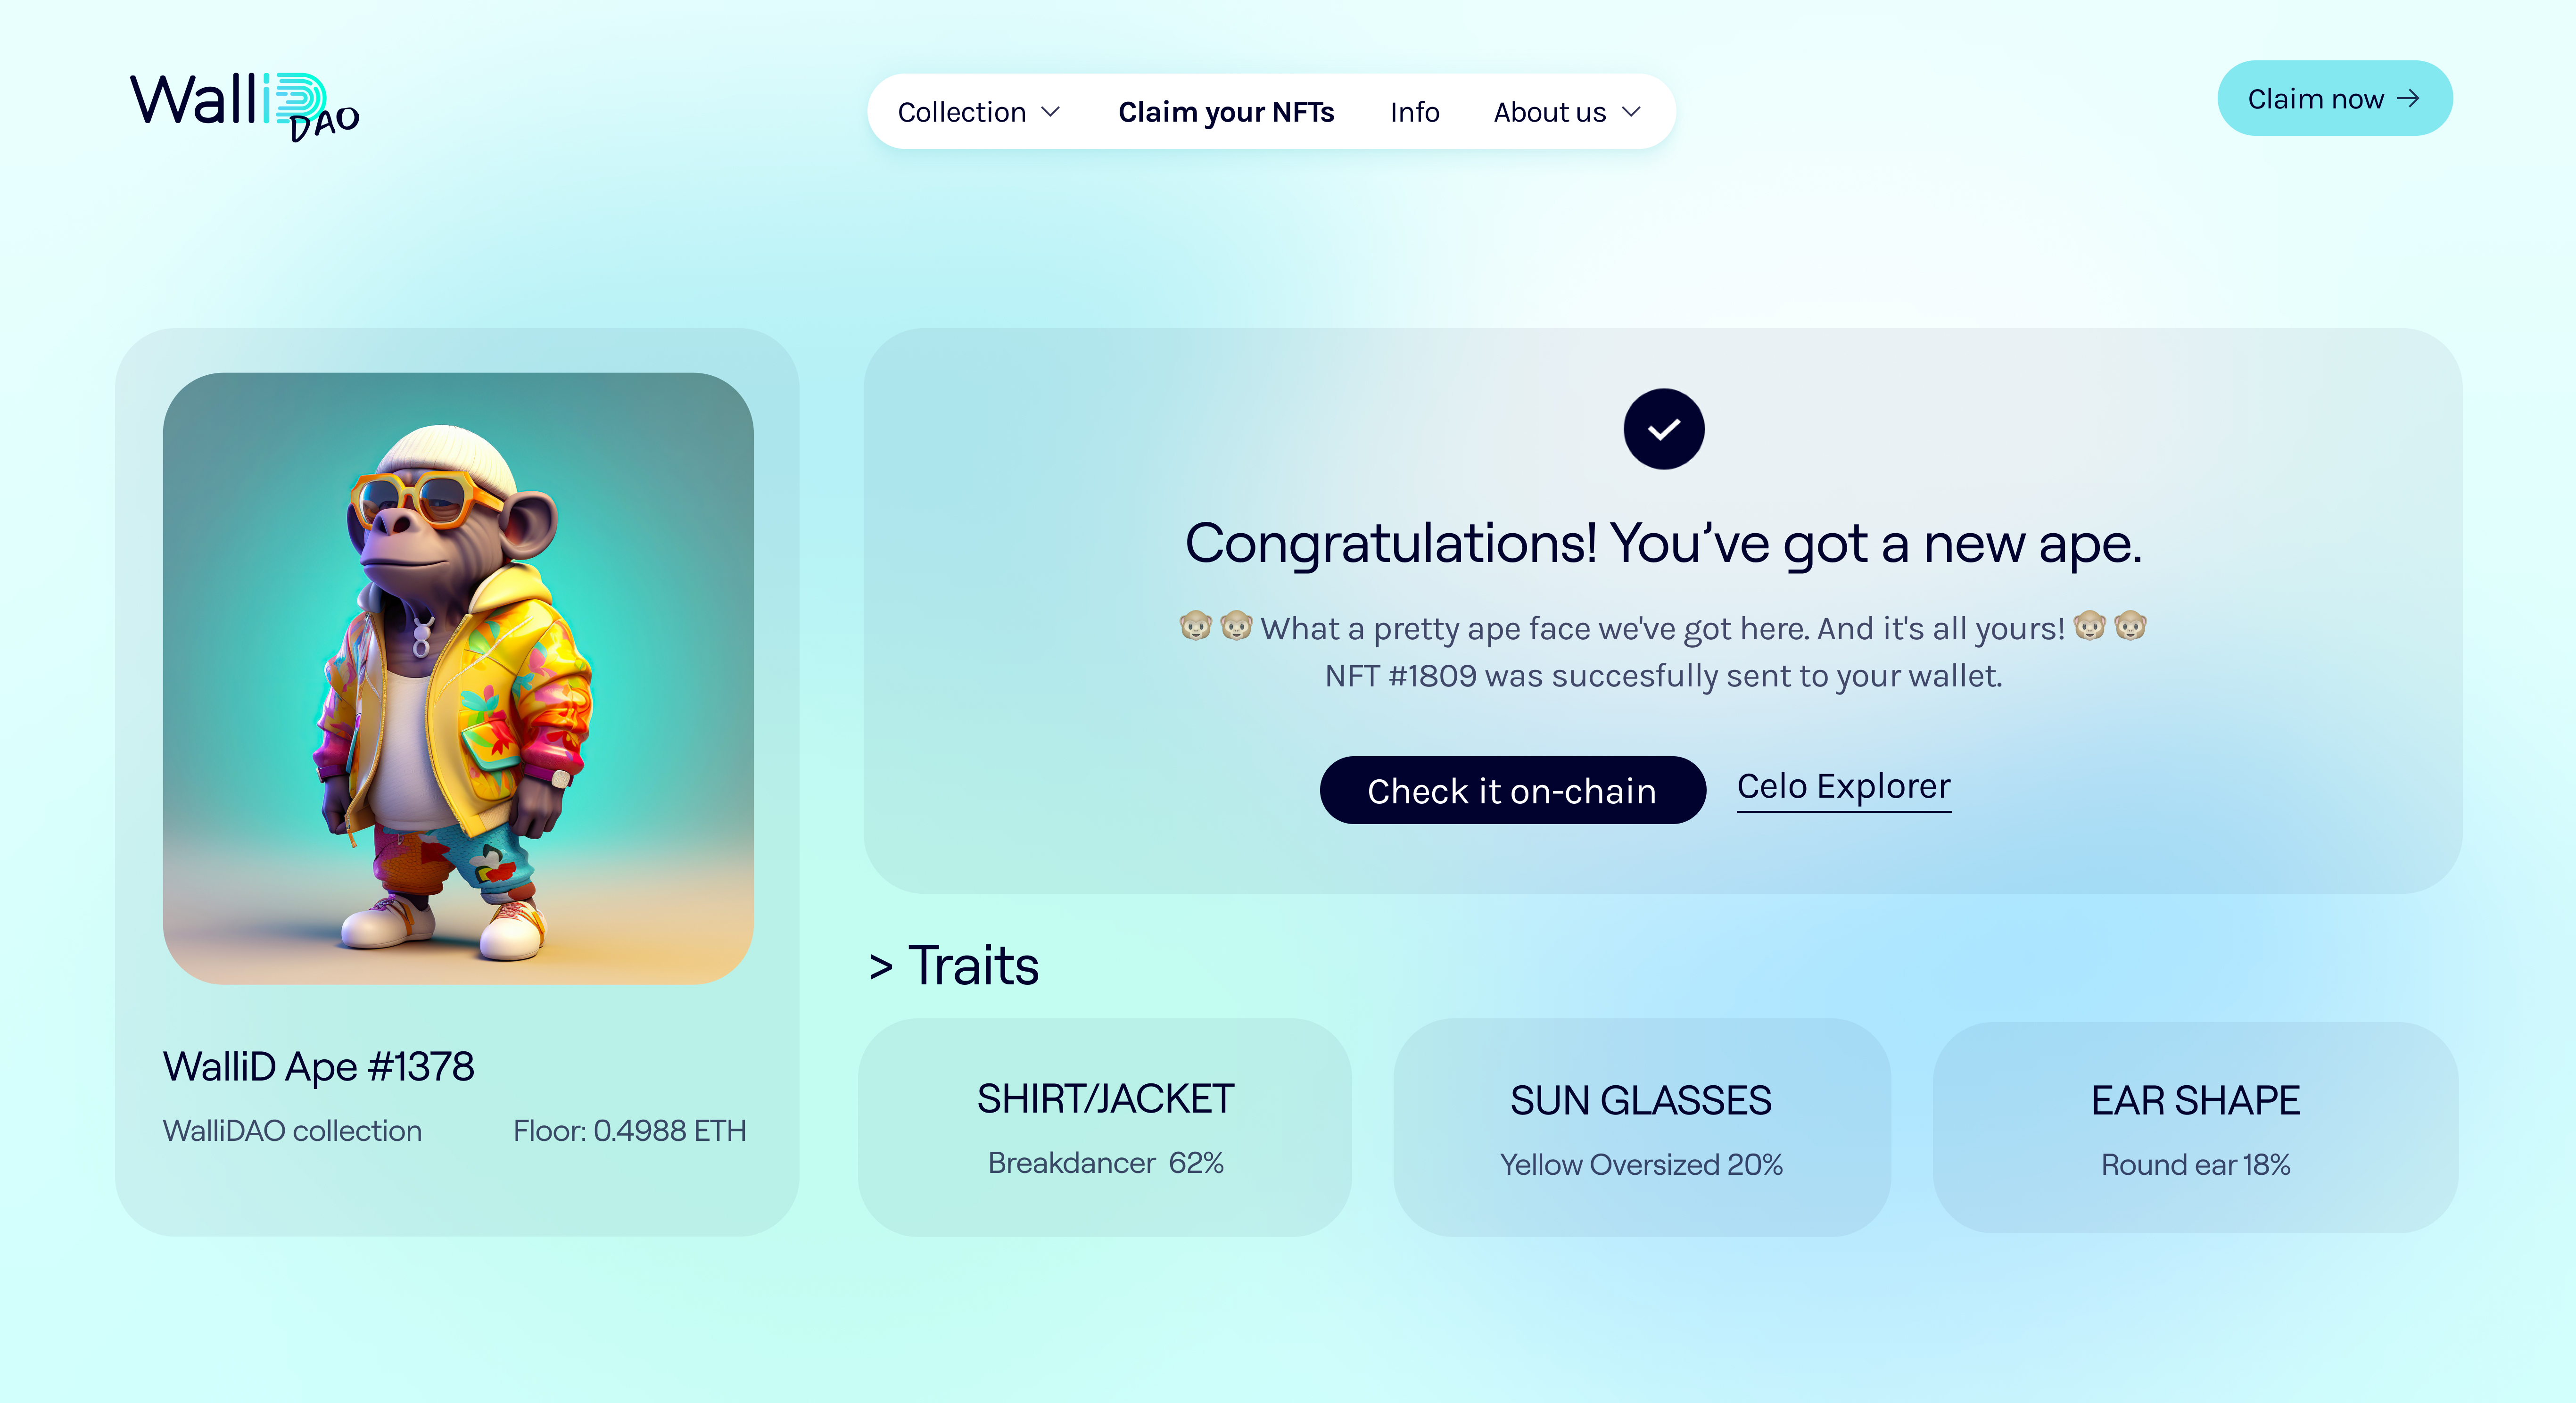 WalliD DAO
Collection
Claim your NFTs
Info
About us
Claim now →
Congratulations! You’ve got a new ape.
🐵🐵 What a pretty ape face we've got here. And it's all yours! 🐵🐵
NFT #1809 was succesfully sent to your wallet.
Check it on-chain
Celo Explorer
WalliD Ape #1378
WalliDAO collection
Floor: 0.4988 ETH
> Traits
SHIRT/JACKET
Breakdancer 62%
SUN GLASSES
Yellow Oversized 20%
EAR SHAPE
Round ear 18%